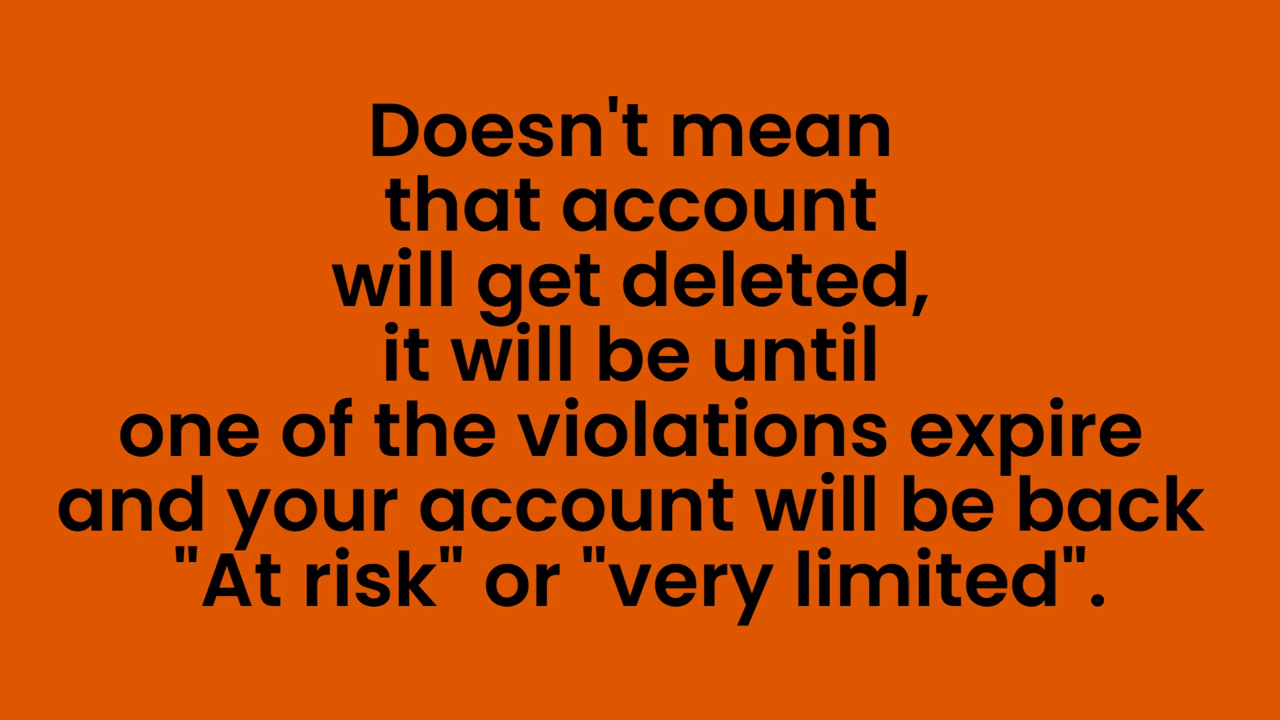 Doesn't mean
that account
will get deleted,
it will be until
one of the violations expire
and your account will be back
"At risk" or "very limited".